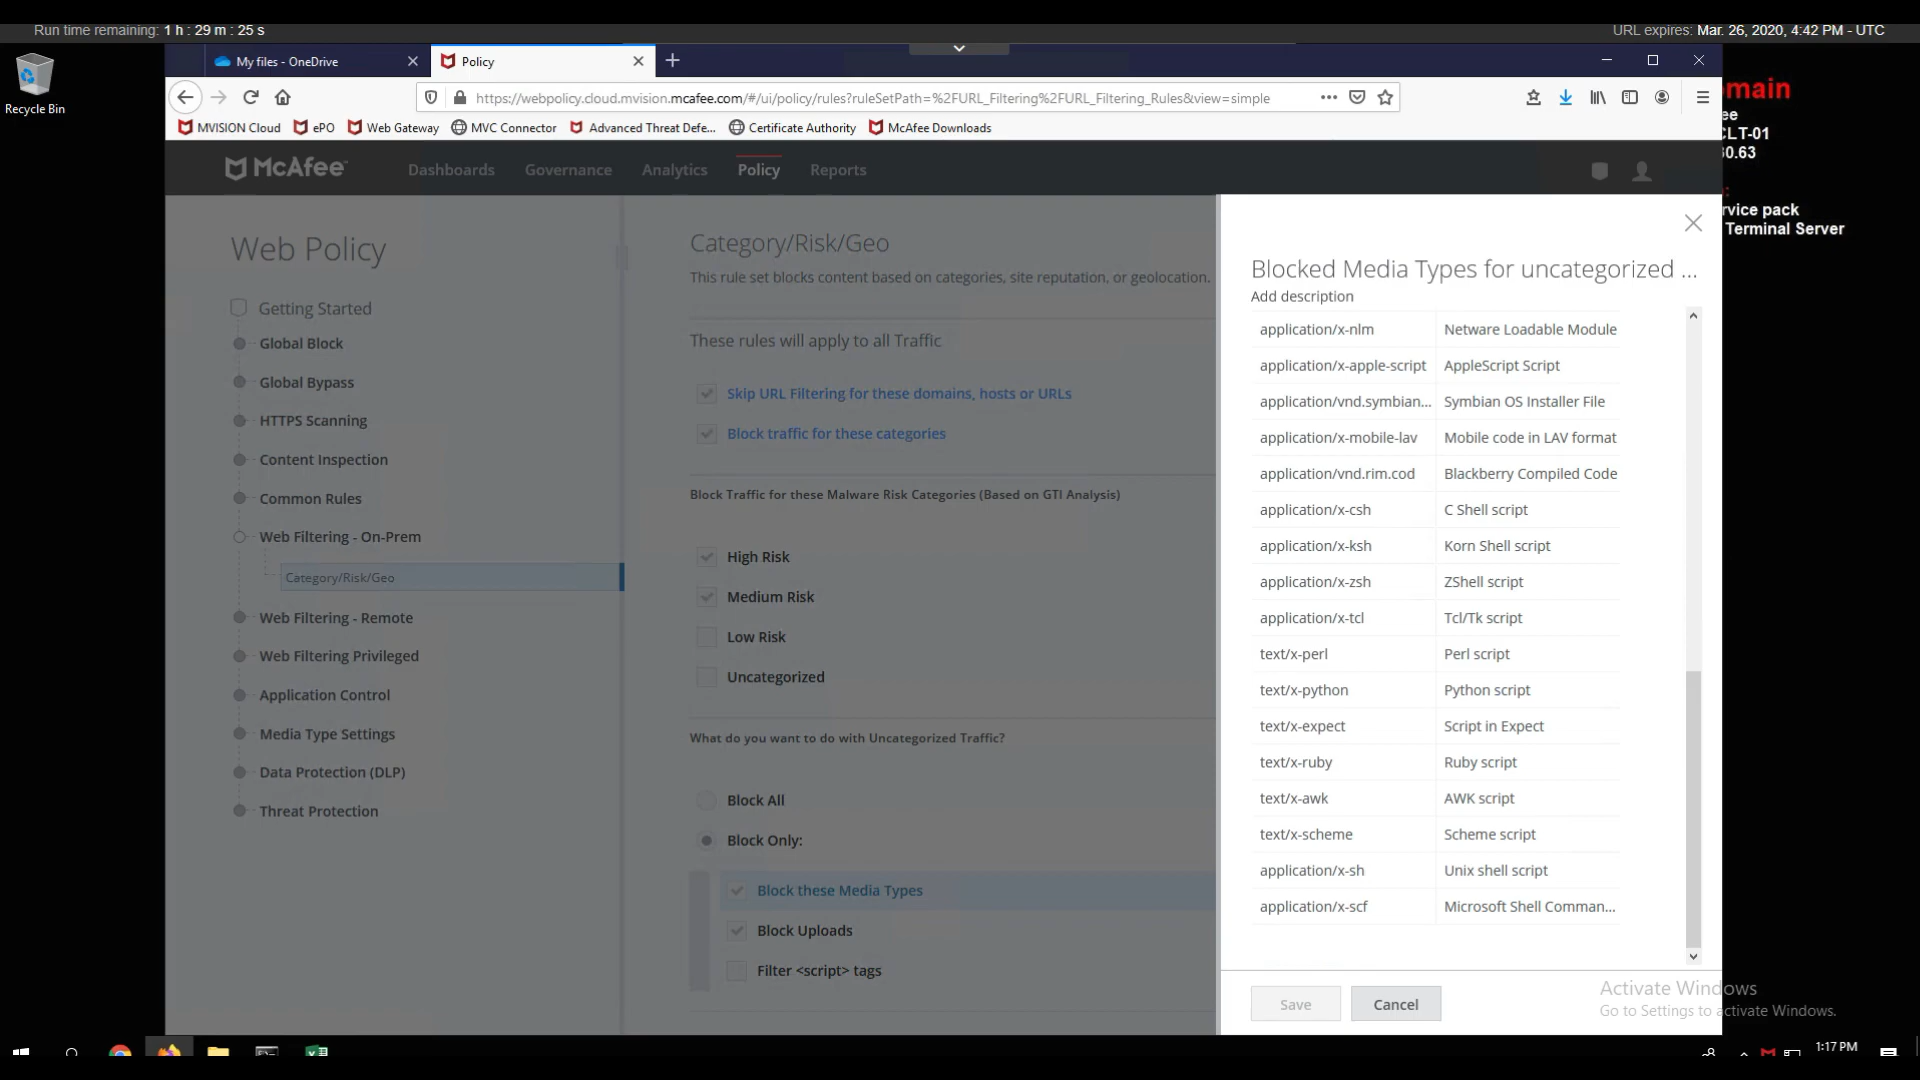 Run time remaining: 1 h : 29 m : 25 s
URL expires: Mar. 26, 2020, 4:42 PM - UTC
Recycle Bin
My files - OneDrive
Policy
https://webpolicy.cloud.mvision.mcafee.com/#/ui/policy/rules?ruleSetPath=%2FURL_Filtering%2FURL_Filtering_Rules&view=simple
MVISION Cloud
ePO
Web Gateway
MVC Connector
Advanced Threat Defe...
Certificate Authority
McAfee Downloads
omain
ee
CLT-01
0.63
rvice pack
Terminal Server
McAfee
Dashboards
Governance
Analytics
Policy
Reports
Web Policy
Getting Started
Global Block
Global Bypass
HTTPS Scanning
Content Inspection
Common Rules
Web Filtering - On-Prem
Category/Risk/Geo
Web Filtering - Remote
Web Filtering Privileged
Application Control
Media Type Settings
Data Protection (DLP)
Threat Protection
Category/Risk/Geo
This rule set blocks content based on categories, site reputation, or geolocation.
These rules will apply to all Traffic
Skip URL Filtering for these domains, hosts or URLs
Block traffic for these categories
Block Traffic for these Malware Risk Categories (Based on GTI Analysis)
High Risk
Medium Risk
Low Risk
Uncategorized
What do you want to do with Uncategorized Traffic?
Block All
Block Only:
Block these Media Types
Block Uploads
Filter <script> tags
Blocked Media Types for uncategorized ...
Add description
application/x-nlm Netware Loadable Module
application/x-apple-script AppleScript Script
application/vnd.symbian... Symbian OS Installer File
application/x-mobile-lav Mobile code in LAV format
application/vnd.rim.cod Blackberry Compiled Code
application/x-csh C Shell script
application/x-ksh Korn Shell script
application/x-zsh ZShell script
application/x-tcl Tcl/Tk script
text/x-perl Perl script
text/x-python Python script
text/x-expect Script in Expect
text/x-ruby Ruby script
text/x-awk AWK script
text/x-scheme Scheme script
application/x-sh Unix shell script
application/x-scf Microsoft Shell Comman...
Save
Cancel
Activate Windows
Go to Settings to activate Windows.
1:17 PM